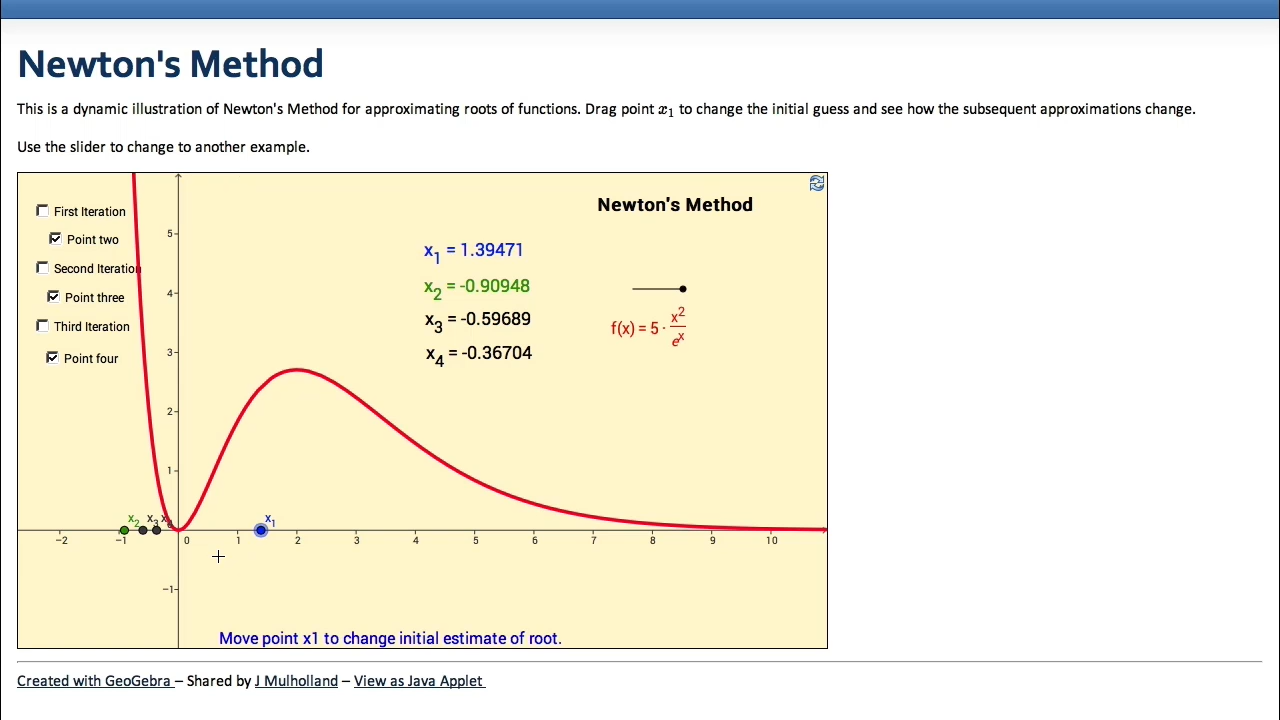 Newton's Method
This is a dynamic illustration of Newton's Method for approximating roots of functions. Drag point x₁ to change the initial guess and see how the subsequent approximations change.
Use the slider to change to another example.
First Iteration
Point two
Second Iteration
Point three
Third Iteration
Point four
Newton's Method
x₁ = 1.39471
x₂ = -0.90948
x₃ = -0.59689
x₄ = -0.36704
f(x) = 5 · x²/eˣ
5
4
3
2
1
x₂ x₃ x₁
−2 −1 0 1 2 3 4 5 6 7 8 9 10
−1
Move point x1 to change initial estimate of root.
Created with GeoGebra – Shared by J Mulholland – View as Java Applet